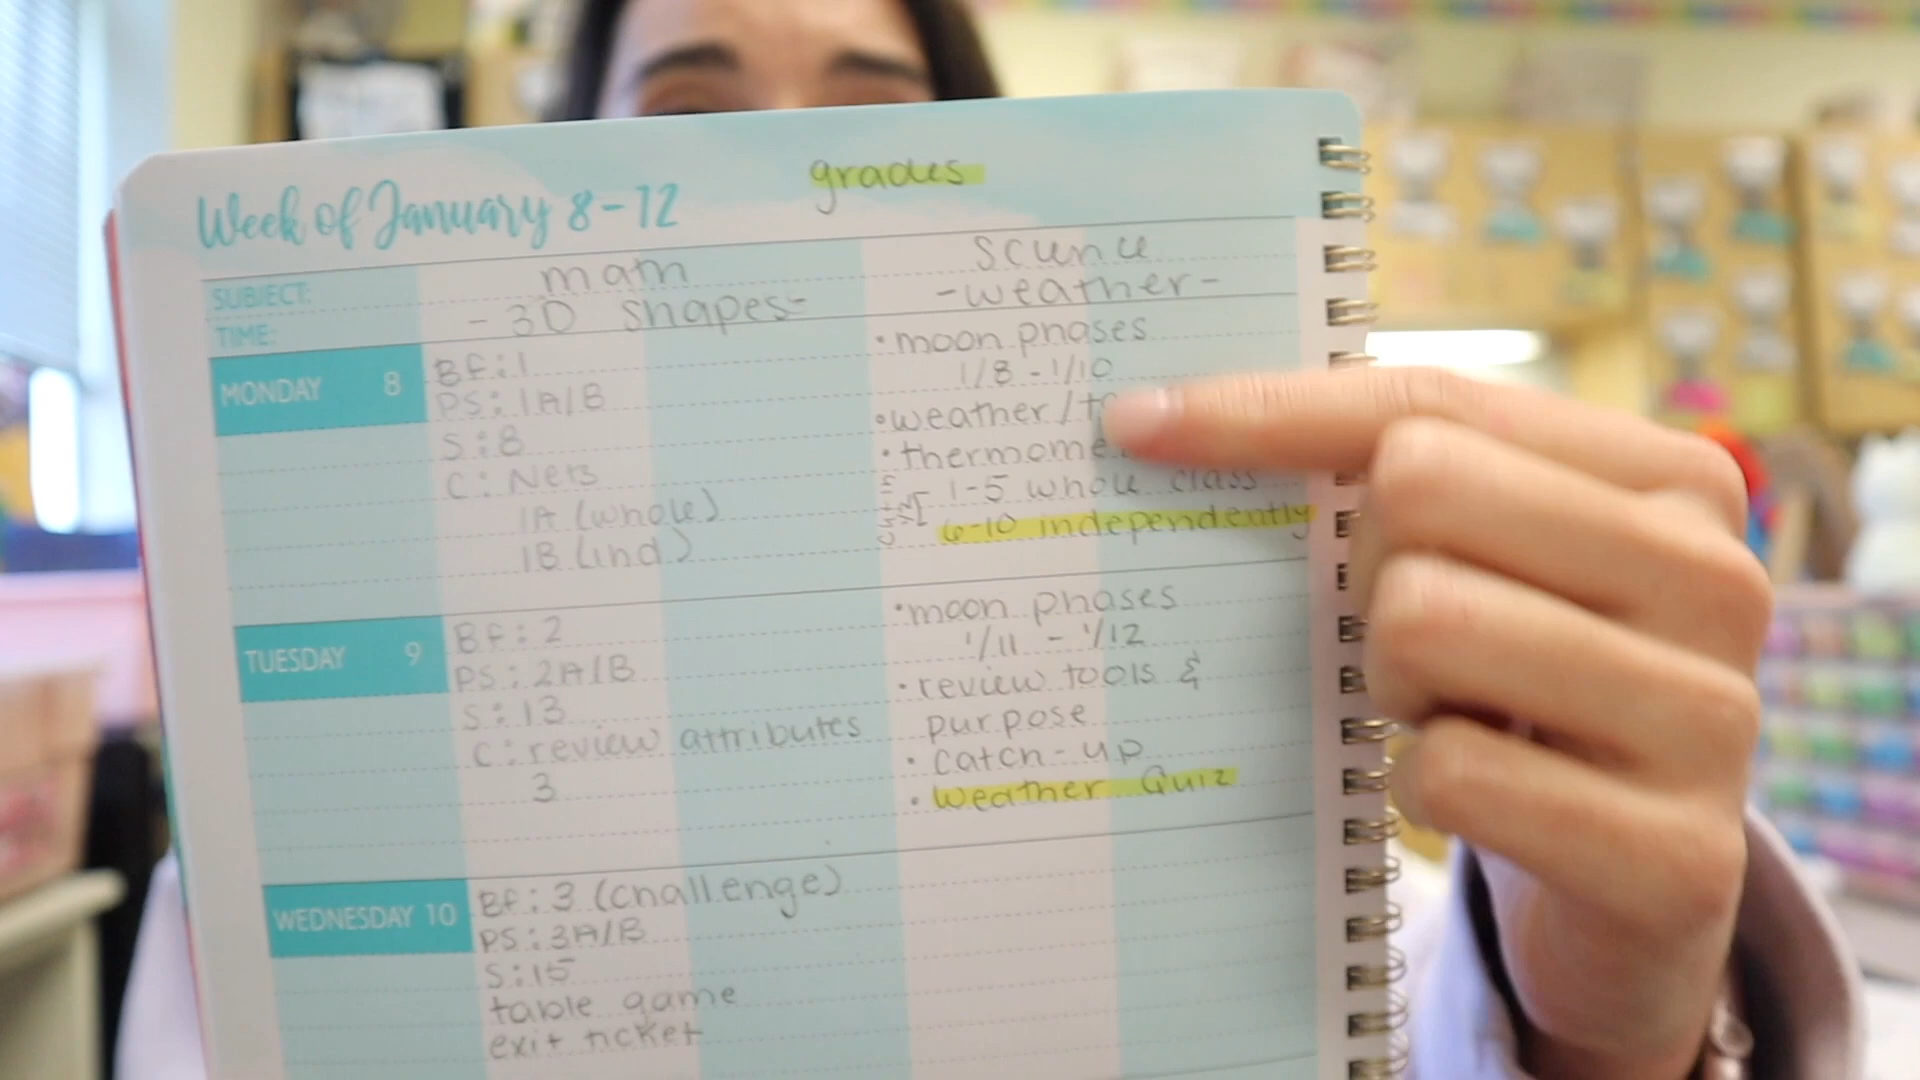 grades
Week of January 8-12
SUBJECT:
TIME:
math
- 3D shapes-
science
-weather-
MONDAY 8
BF: 1
PS: 1A/B
S: 8
C: Nets
1A (whole)
1B (ind)
• moon phases
1/8 - 1/10
• weather /
•
1-5 whole class
6-10 independently
TUESDAY 9
BF: 2
PS: 2A/B
S: 13
C: review attributes
3
• moon phases
1/11 - 1/12
• review tools &
purpose
• catch-up
• weather Quiz
WEDNESDAY 10
BF: 3 (challenge)
PS: 3A/B
S: 15
table game
exit ticket